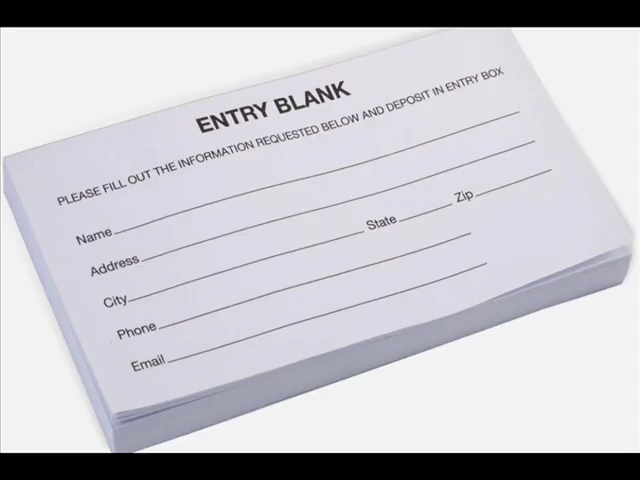 ENTRY BLANK
PLEASE FILL OUT THE INFORMATION REQUESTED BELOW AND DEPOSIT IN ENTRY BOX
Name
Address
City State Zip
Phone
Email